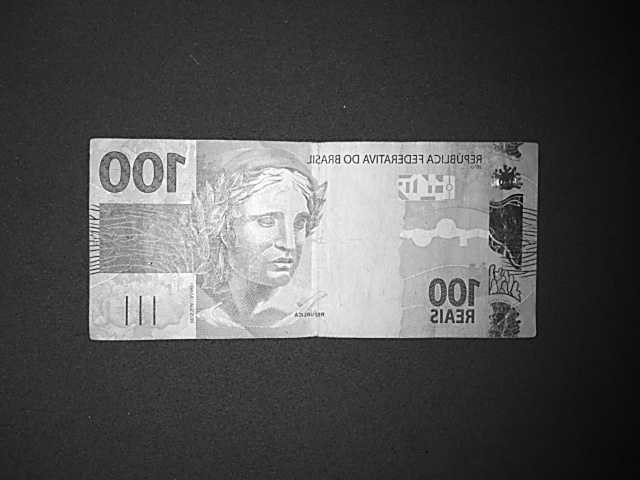 REPÚBLICA FEDERATIVA DO BRASIL
100
REPÚBLICA
100
REAIS